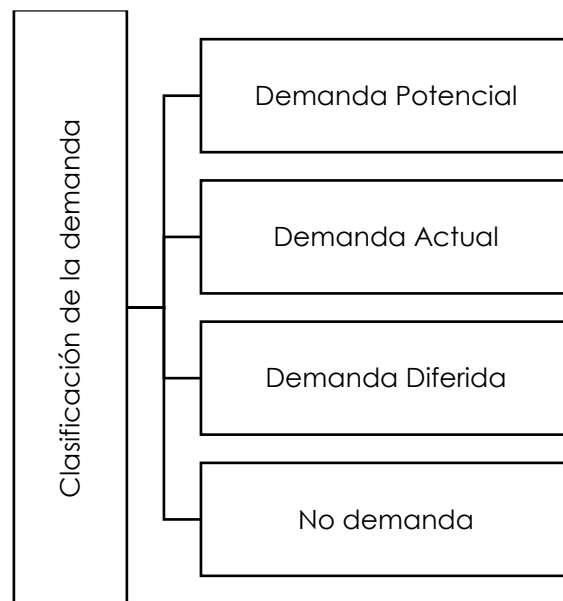 Clasificación de la demanda
Demanda Potencial
Demanda Actual
Demanda Diferida
No demanda